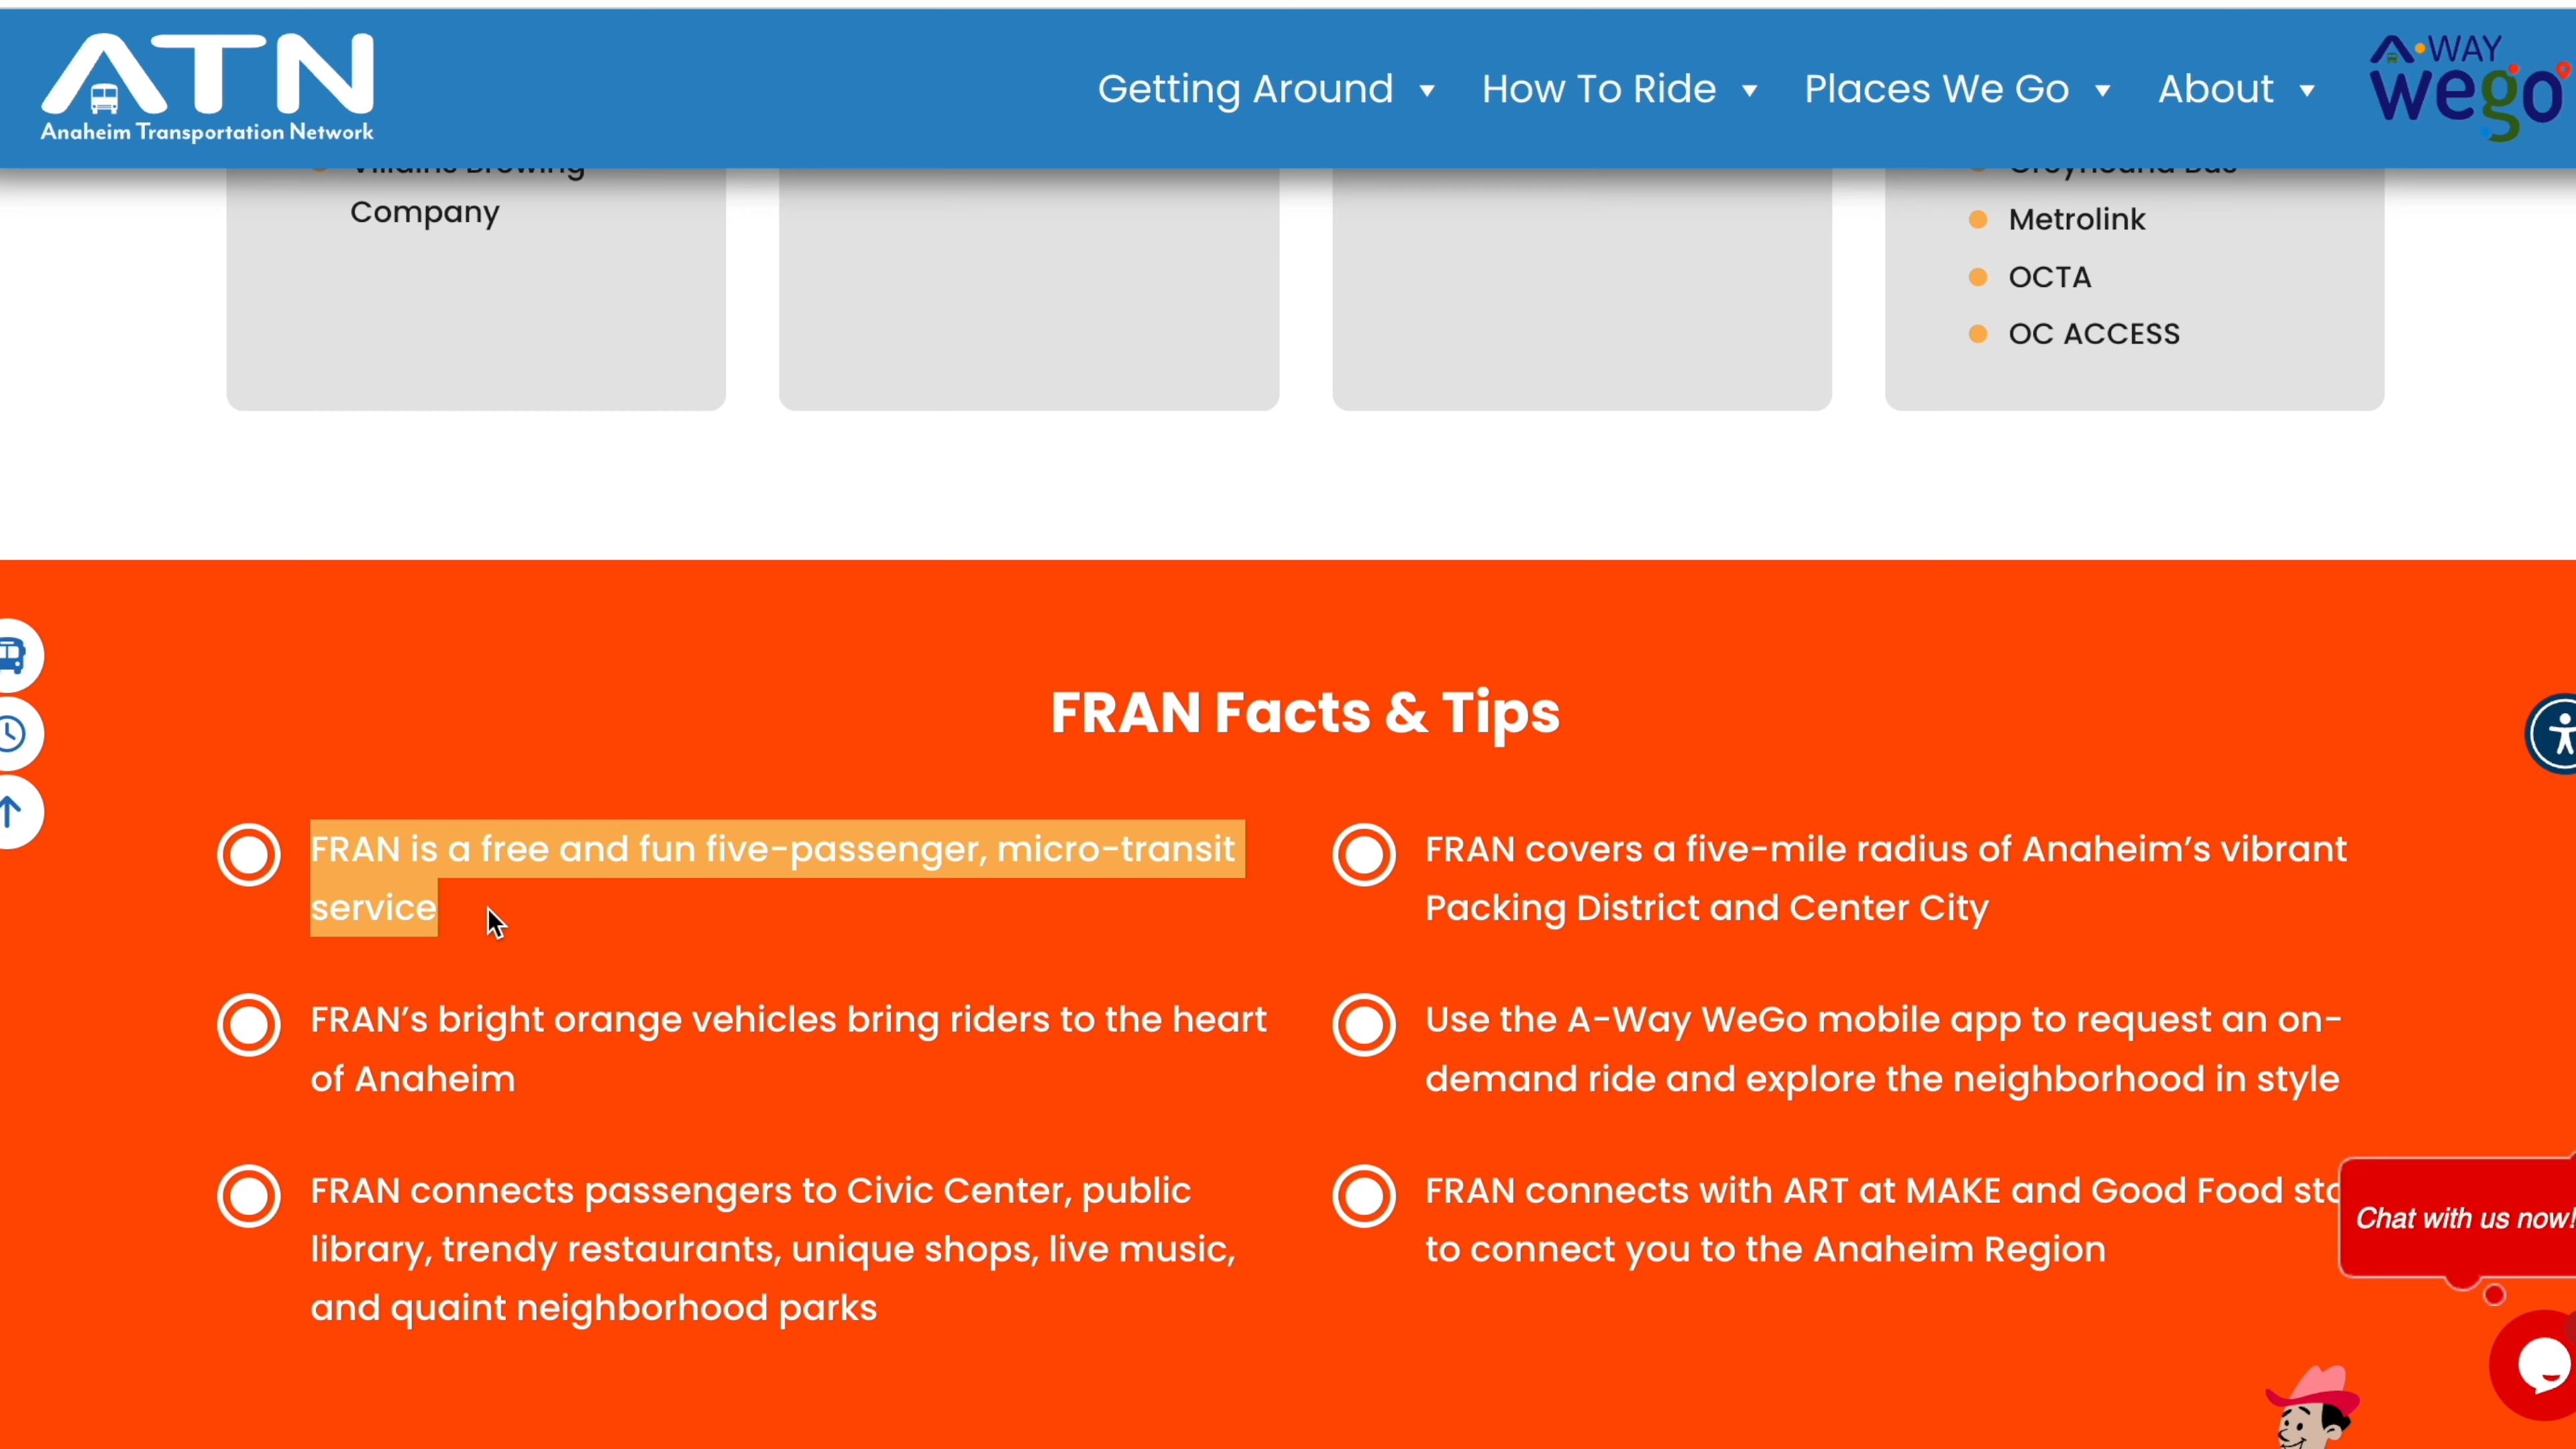 ATN
Anaheim Transportation Network
Getting Around
How To Ride
Places We Go
About
A-WAY
wego
Villains Brewing
Company
Greyhound Bus
Metrolink
OCTA
OC ACCESS
FRAN Facts & Tips
FRAN is a free and fun five-passenger, micro-transit
service
FRAN covers a five-mile radius of Anaheim’s vibrant
Packing District and Center City
FRAN’s bright orange vehicles bring riders to the heart
of Anaheim
Use the A-Way WeGo mobile app to request an on-
demand ride and explore the neighborhood in style
FRAN connects passengers to Civic Center, public
library, trendy restaurants, unique shops, live music,
and quaint neighborhood parks
FRAN connects with ART at MAKE and Good Food
to connect you to the Anaheim Region
Chat with us now!